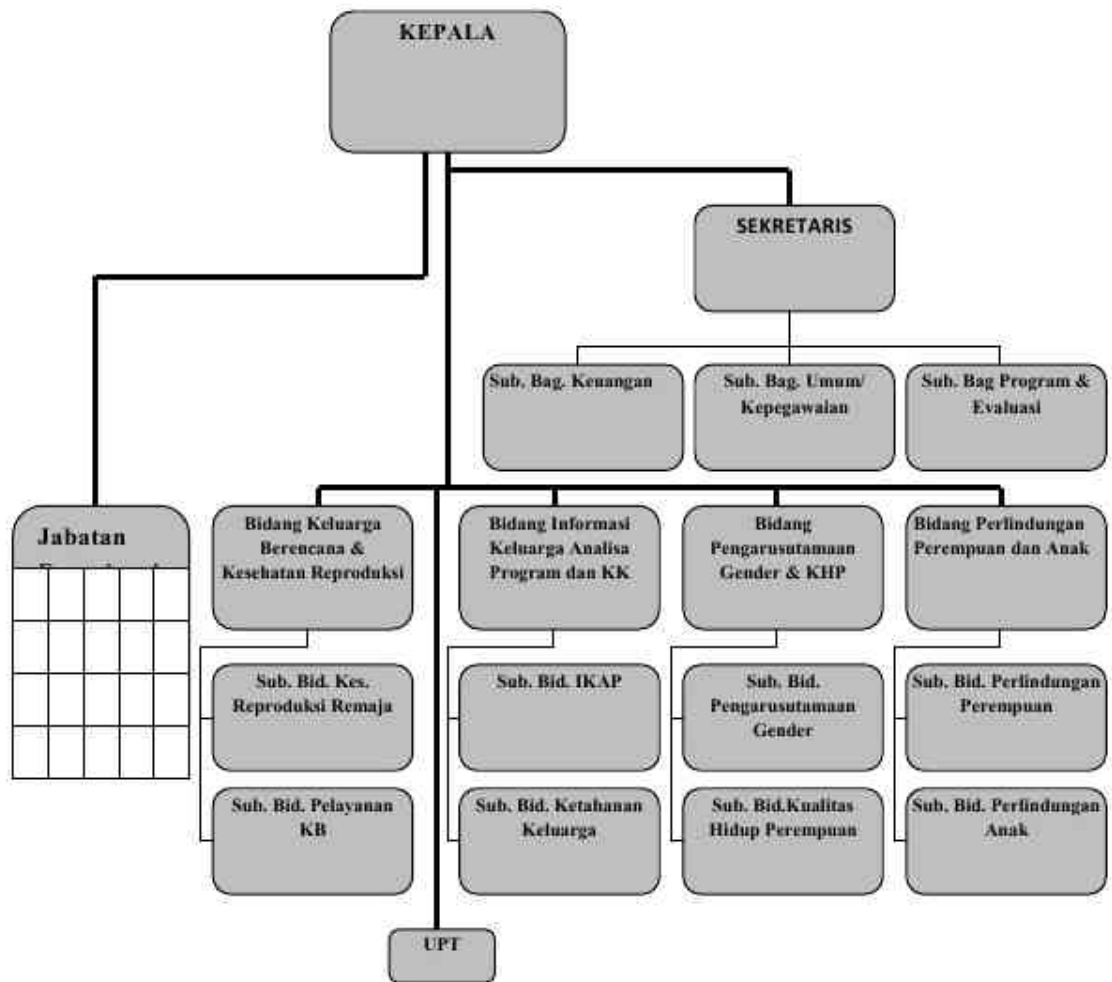 KEPALA
SEKRETARIS
Sub. Bag. Keuangan
Sub. Bag. Umum/
Kepegawaian
Sub. Bag Program &
Evaluasi
Jabatan
Bidang Keluarga
Berencana &
Kesehatan Reproduksi
Bidang Informasi
Keluarga Analisa
Program dan KK
Bidang
Pengarusutamaan
Gender & KHP
Bidang Perlindungan
Perempuan dan Anak
Sub. Bid. Kes.
Reproduksi Remaja
Sub. Bid. IKAP
Sub. Bid.
Pengarusutamaan
Gender
Sub. Bid. Perlindungan
Perempuan
Sub. Bid. Pelayanan
KB
Sub. Bid. Ketahanan
Keluarga
Sub. Bid.Kualitas
Hidup Perempuan
Sub. Bid. Perlindungan
Anak
UPT